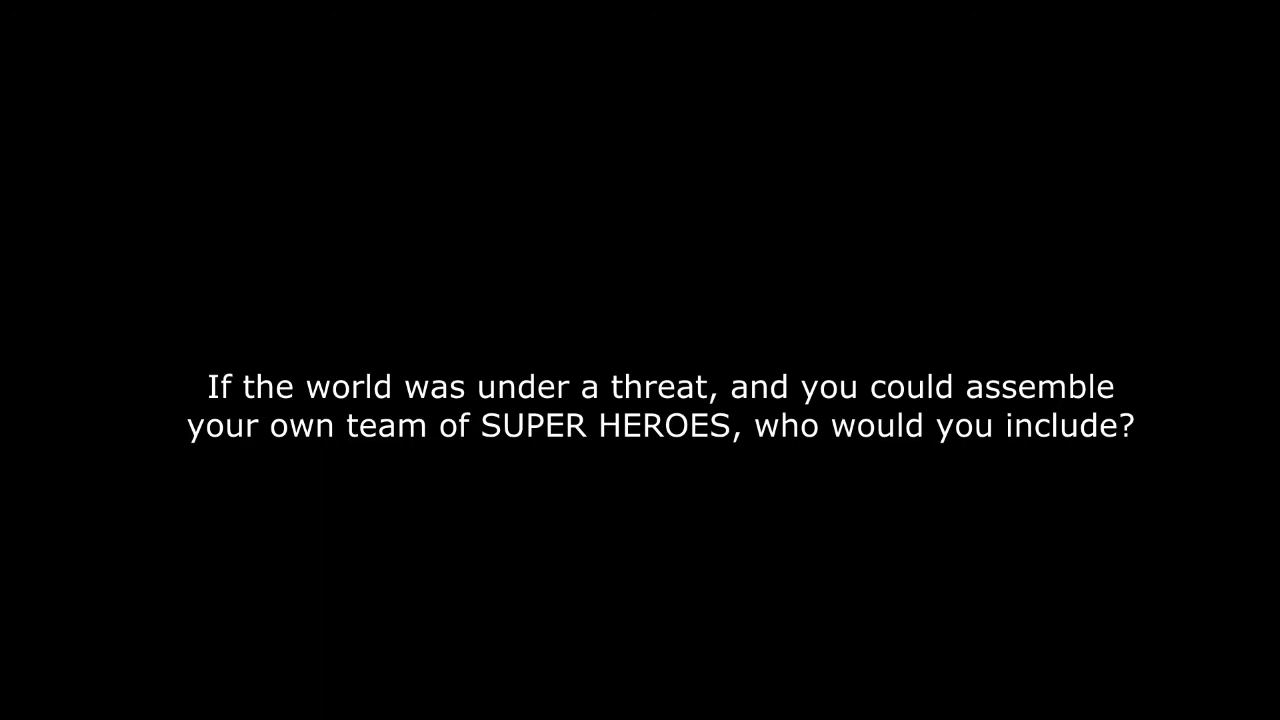 If the world was under a threat, and you could assemble
your own team of SUPER HEROES, who would you include?